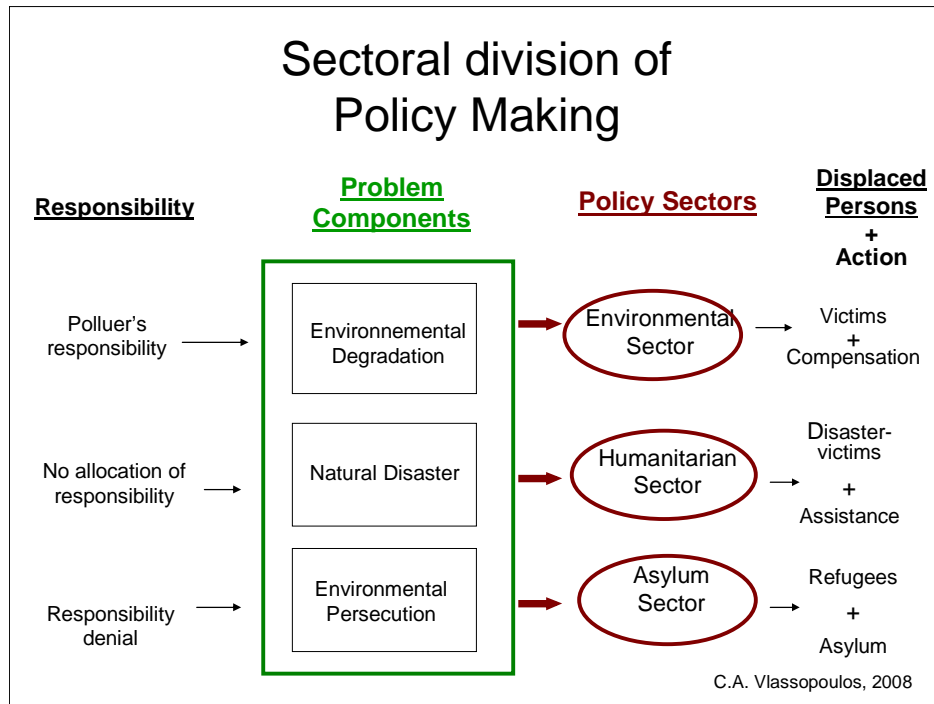 Sectoral division of
Policy Making
Responsibility
Problem
Components
Policy Sectors
Displaced
Persons
+
Action
Polluer's
responsibility
Environnemental
Degradation
Environmental
Sector
Victims
+
Compensation
No allocation of
responsibility
Natural Disaster
Humanitarian
Sector
Disaster-
victims
+
Assistance
Responsibility
denial
Environmental
Persecution
Asylum
Sector
Refugees
+
Asylum
C.A. Vlassopoulos, 2008